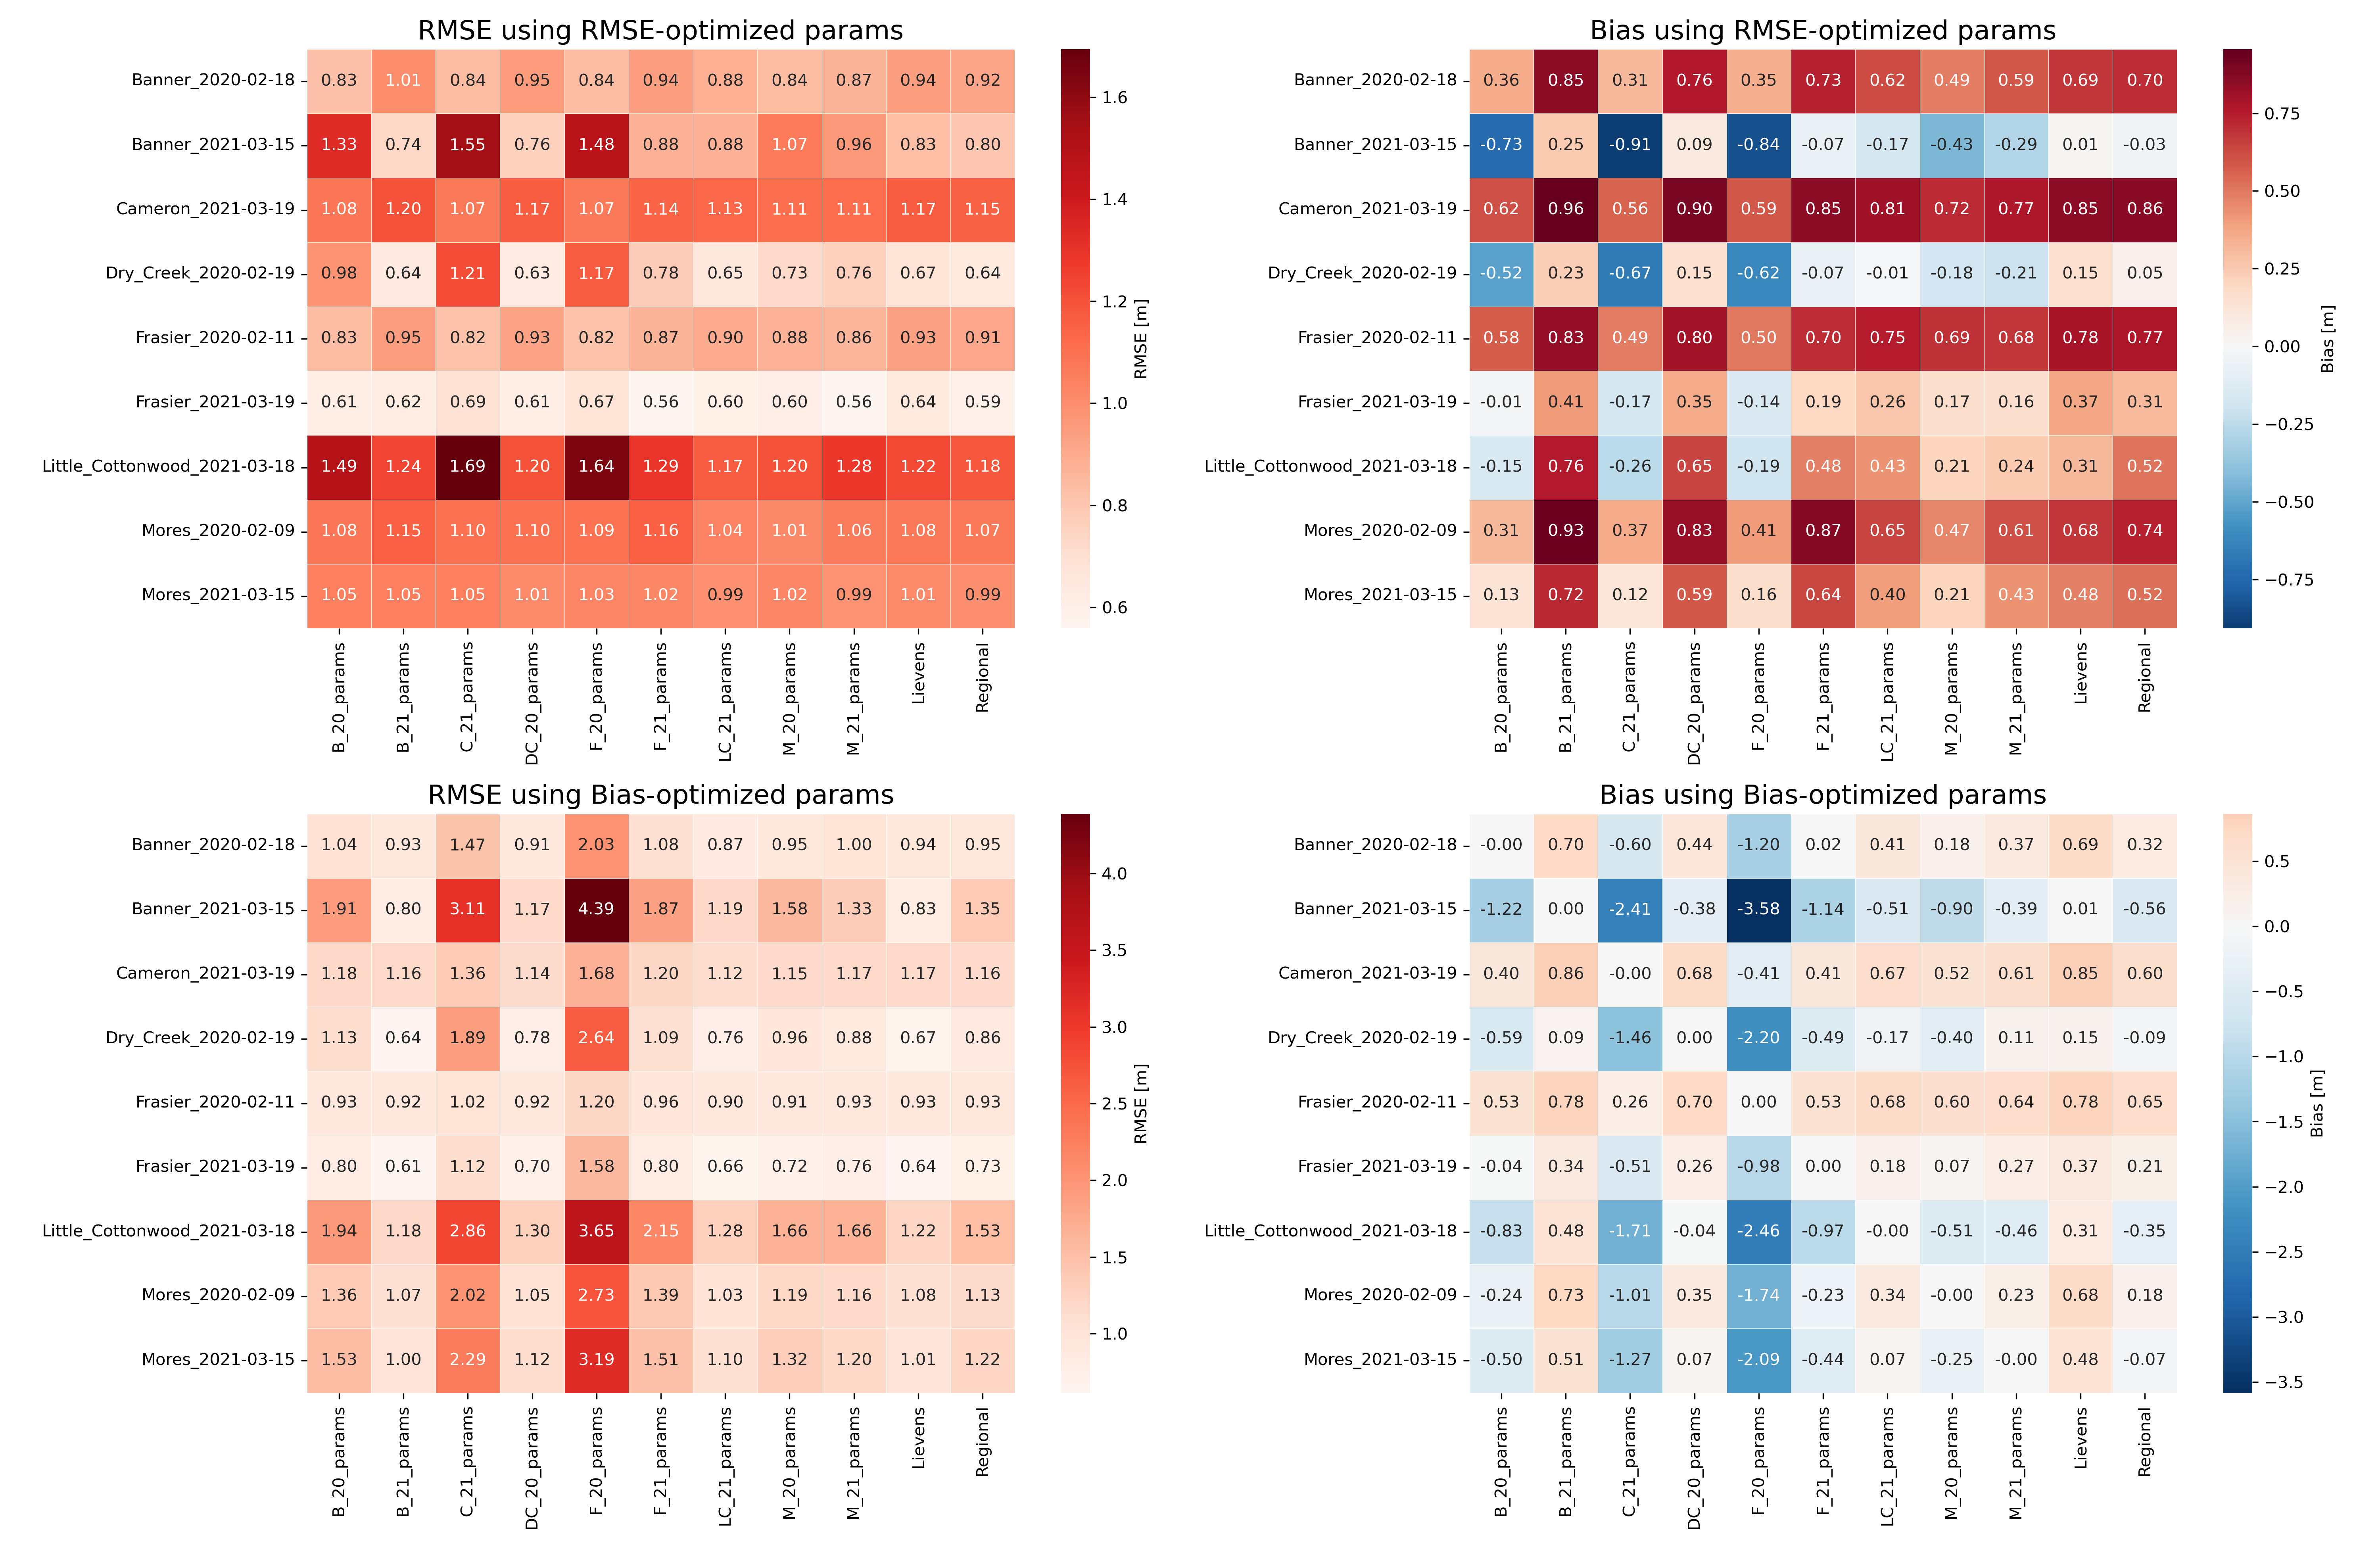 RMSE using RMSE-optimized params
Banner_2020-02-18 0.83 1.01 0.84 0.95 0.84 0.94 0.88 0.84 0.87 0.94 0.92
Banner_2021-03-15 1.33 0.74 1.55 0.76 1.48 0.88 0.88 1.07 0.96 0.83 0.80
Cameron_2021-03-19 1.08 1.20 1.07 1.17 1.07 1.14 1.13 1.11 1.11 1.17 1.15
Dry_Creek_2020-02-19 0.98 0.64 1.21 0.63 1.17 0.78 0.65 0.73 0.76 0.67 0.64
Frasier_2020-02-11 0.83 0.95 0.82 0.93 0.82 0.87 0.90 0.88 0.86 0.93 0.91
Frasier_2021-03-19 0.61 0.62 0.69 0.61 0.67 0.56 0.60 0.60 0.56 0.64 0.59
Little_Cottonwood_2021-03-18 1.49 1.24 1.69 1.20 1.64 1.29 1.17 1.20 1.28 1.22 1.18
Mores_2020-02-09 1.08 1.15 1.10 1.10 1.09 1.16 1.04 1.01 1.06 1.08 1.07
Mores_2021-03-15 1.05 1.05 1.05 1.01 1.03 1.02 0.99 1.02 0.99 1.01 0.99
B_20_params B_21_params C_21_params DC_20_params F_20_params F_21_params LC_21_params M_20_params M_21_params Lievens Regional
1.6
1.4
1.2
1.0
0.8
0.6
RMSE [m]
Bias using RMSE-optimized params
Banner_2020-02-18 0.36 0.85 0.31 0.76 0.35 0.73 0.62 0.49 0.59 0.69 0.70
Banner_2021-03-15 -0.73 0.25 -0.91 0.09 -0.84 -0.07 -0.17 -0.43 -0.29 0.01 -0.03
Cameron_2021-03-19 0.62 0.96 0.56 0.90 0.59 0.85 0.81 0.72 0.77 0.85 0.86
Dry_Creek_2020-02-19 -0.52 0.23 -0.67 0.15 -0.62 -0.07 -0.01 -0.18 -0.21 0.15 0.05
Frasier_2020-02-11 0.58 0.83 0.49 0.80 0.50 0.70 0.75 0.69 0.68 0.78 0.77
Frasier_2021-03-19 -0.01 0.41 -0.17 0.35 -0.14 0.19 0.26 0.17 0.16 0.37 0.31
Little_Cottonwood_2021-03-18 -0.15 0.76 -0.26 0.65 -0.19 0.48 0.43 0.21 0.24 0.31 0.52
Mores_2020-02-09 0.31 0.93 0.37 0.83 0.41 0.87 0.65 0.47 0.61 0.68 0.74
Mores_2021-03-15 0.13 0.72 0.12 0.59 0.16 0.64 0.40 0.21 0.43 0.48 0.52
B_20_params B_21_params C_21_params DC_20_params F_20_params F_21_params LC_21_params M_20_params M_21_params Lievens Regional
0.75
0.50
0.25
0.00
−0.25
−0.50
−0.75
Bias [m]
RMSE using Bias-optimized params
Banner_2020-02-18 1.04 0.93 1.47 0.91 2.03 1.08 0.87 0.95 1.00 0.94 0.95
Banner_2021-03-15 1.91 0.80 3.11 1.17 4.39 1.87 1.19 1.58 1.33 0.83 1.35
Cameron_2021-03-19 1.18 1.16 1.36 1.14 1.68 1.20 1.12 1.15 1.17 1.17 1.16
Dry_Creek_2020-02-19 1.13 0.64 1.89 0.78 2.64 1.09 0.76 0.96 0.88 0.67 0.86
Frasier_2020-02-11 0.93 0.92 1.02 0.92 1.20 0.96 0.90 0.91 0.93 0.93 0.93
Frasier_2021-03-19 0.80 0.61 1.12 0.70 1.58 0.80 0.66 0.72 0.76 0.64 0.73
Little_Cottonwood_2021-03-18 1.94 1.18 2.86 1.30 3.65 2.15 1.28 1.66 1.66 1.22 1.53
Mores_2020-02-09 1.36 1.07 2.02 1.05 2.73 1.39 1.03 1.19 1.16 1.08 1.13
Mores_2021-03-15 1.53 1.00 2.29 1.12 3.19 1.51 1.10 1.32 1.20 1.01 1.22
B_20_params B_21_params C_21_params DC_20_params F_20_params F_21_params LC_21_params M_20_params M_21_params Lievens Regional
4.0
3.5
3.0
2.5
2.0
1.5
1.0
RMSE [m]
Bias using Bias-optimized params
Banner_2020-02-18 -0.00 0.70 -0.60 0.44 -1.20 0.02 0.41 0.18 0.37 0.69 0.32
Banner_2021-03-15 -1.22 0.00 -2.41 -0.38 -3.58 -1.14 -0.51 -0.90 -0.39 0.01 -0.56
Cameron_2021-03-19 0.40 0.86 -0.00 0.68 -0.41 0.41 0.67 0.52 0.61 0.85 0.60
Dry_Creek_2020-02-19 -0.59 0.09 -1.46 0.00 -2.20 -0.49 -0.17 -0.40 0.11 0.15 -0.09
Frasier_2020-02-11 0.53 0.78 0.26 0.70 0.00 0.53 0.68 0.60 0.64 0.78 0.65
Frasier_2021-03-19 -0.04 0.34 -0.51 0.26 -0.98 0.00 0.18 0.07 0.27 0.37 0.21
Little_Cottonwood_2021-03-18 -0.83 0.48 -1.71 -0.04 -2.46 -0.97 -0.00 -0.51 -0.46 0.31 -0.35
Mores_2020-02-09 -0.24 0.73 -1.01 0.35 -1.74 -0.23 0.34 -0.00 0.23 0.68 0.18
Mores_2021-03-15 -0.50 0.51 -1.27 0.07 -2.09 -0.44 0.07 -0.25 -0.00 0.48 -0.07
B_20_params B_21_params C_21_params DC_20_params F_20_params F_21_params LC_21_params M_20_params M_21_params Lievens Regional
0.5
0.0
−0.5
−1.0
−1.5
−2.0
−2.5
−3.0
−3.5
Bias [m]